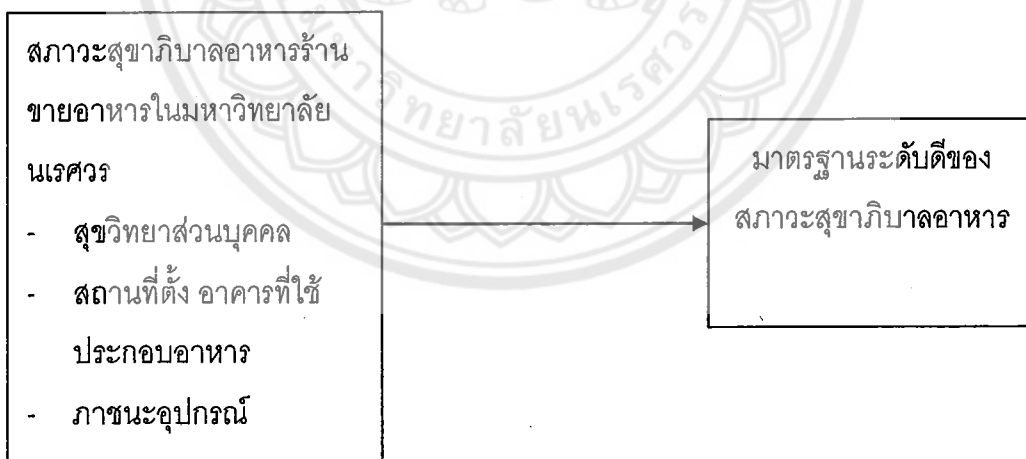 สภาวะสุขาภิบาลอาหารร้าน
ขายอาหารในมหาวิทยาลัย
นเรศวร
- สุขวิทยาส่วนบุคคล
- สถานที่ตั้ง อาคารที่ใช้
ประกอบอาหาร
- ภาชนะอุปกรณ์
มาตรฐานระดับดีของ
สภาวะสุขาภิบาลอาหาร